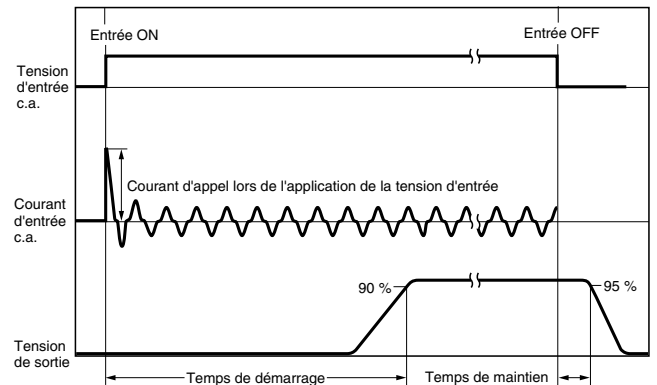 Entrée ON
Entrée OFF
Tension
d'entrée
c.a.
Courant d'appel lors de l'application de la tension d'entrée
Courant
d'entrée
c.a.
90 %
95 %
Tension
de sortie
Temps de démarrage
Temps de maintien